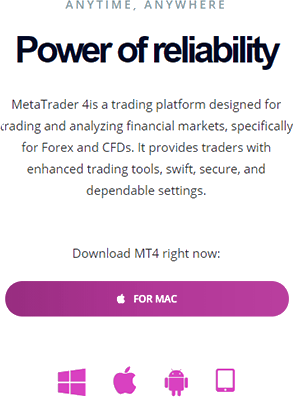 ANYTIME, ANYWHERE
Power of reliability
MetaTrader 4is a trading platform designed for
trading and analyzing financial markets, specifically
for Forex and CFDs. It provides traders with
enhanced trading tools, swift, secure, and
dependable settings.
Download MT4 right now:
FOR MAC